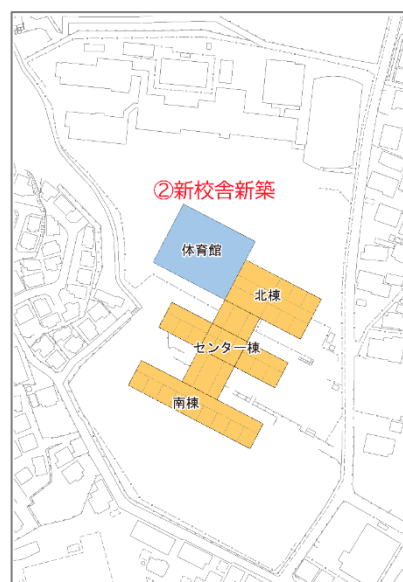 ②新校舎新築
体育館
北棟
センター棟
南棟